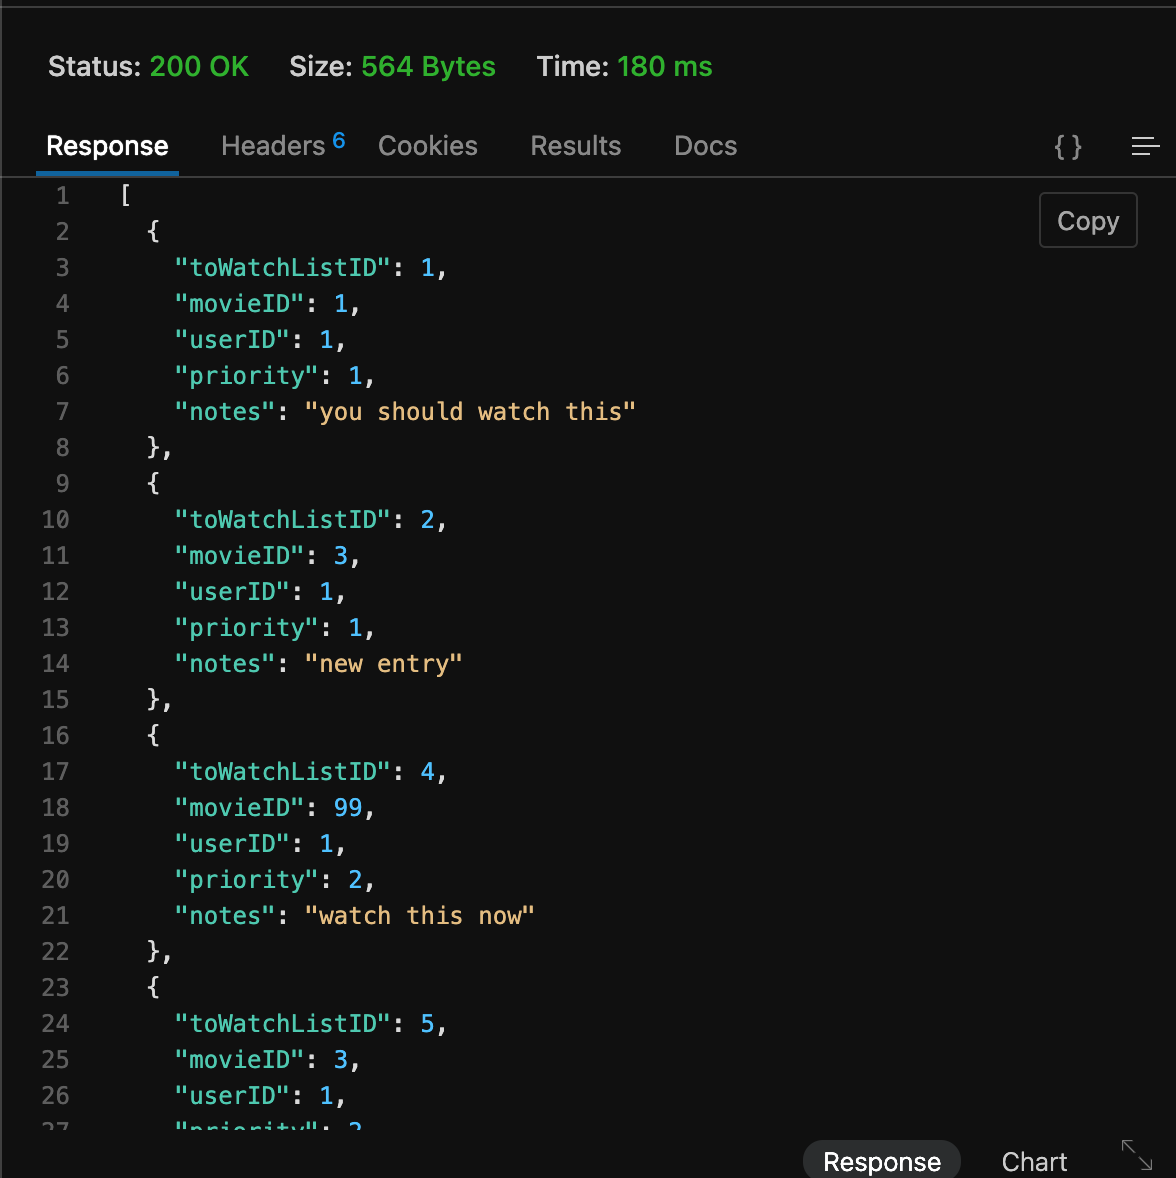 Status: 200 OK Size: 564 Bytes Time: 180 ms
Response Headers 6 Cookies Results Docs { }
Copy
1 [
2 {
3 "toWatchListID": 1,
4 "movieID": 1,
5 "userID": 1,
6 "priority": 1,
7 "notes": "you should watch this"
8 },
9 {
10 "toWatchListID": 2,
11 "movieID": 3,
12 "userID": 1,
13 "priority": 1,
14 "notes": "new entry"
15 },
16 {
17 "toWatchListID": 4,
18 "movieID": 99,
19 "userID": 1,
20 "priority": 2,
21 "notes": "watch this now"
22 },
23 {
24 "toWatchListID": 5,
25 "movieID": 3,
26 "userID": 1,
27 "priority": 2
Response Chart